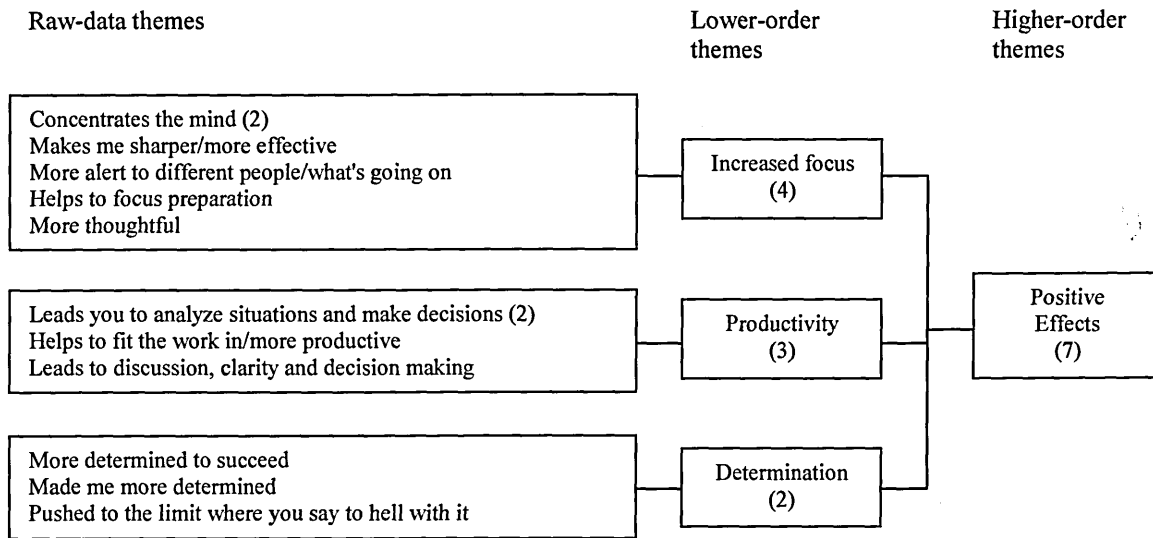 Raw-data themes
Lower-order
themes
Higher-order
themes
Concentrates the mind (2)
Makes me sharper/more effective
More alert to different people/what's going on
Helps to focus preparation
More thoughtful
Increased focus
(4)
Leads you to analyze situations and make decisions (2)
Helps to fit the work in/more productive
Leads to discussion, clarity and decision making
Productivity
(3)
Positive
Effects
(7)
More determined to succeed
Made me more determined
Pushed to the limit where you say to hell with it
Determination
(2)